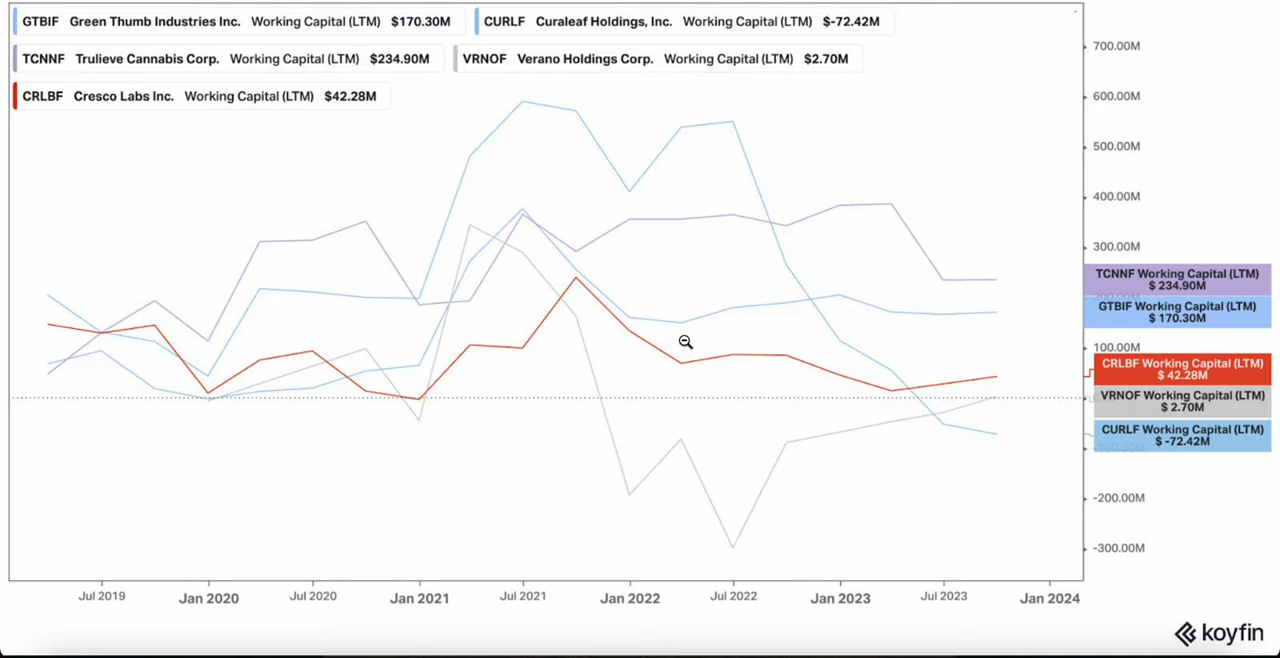 GTBIF Green Thumb Industries Inc. Working Capital (LTM) $170.30M
CURLF Curaleaf Holdings, Inc. Working Capital (LTM) $-72.42M
TCNNF Trulieve Cannabis Corp. Working Capital (LTM) $234.90M
VRNOF Verano Holdings Corp. Working Capital (LTM) $2.70M
CRLBF Cresco Labs Inc. Working Capital (LTM) $42.28M
700.00M
600.00M
500.00M
400.00M
300.00M
TCNNF Working Capital (LTM)
$ 234.90M
GTBIF Working Capital (LTM)
$ 170.30M
100.00M
CRLBF Working Capital (LTM)
$ 42.28M
VRNOF Working Capital (LTM)
$ 2.70M
CURLF Working Capital (LTM)
$ -72.42M
-200.00M
-300.00M
Jul 2019
Jan 2020
Jul 2020
Jan 2021
Jul 2021
Jan 2022
Jul 2022
Jan 2023
Jul 2023
Jan 2024
koyfin